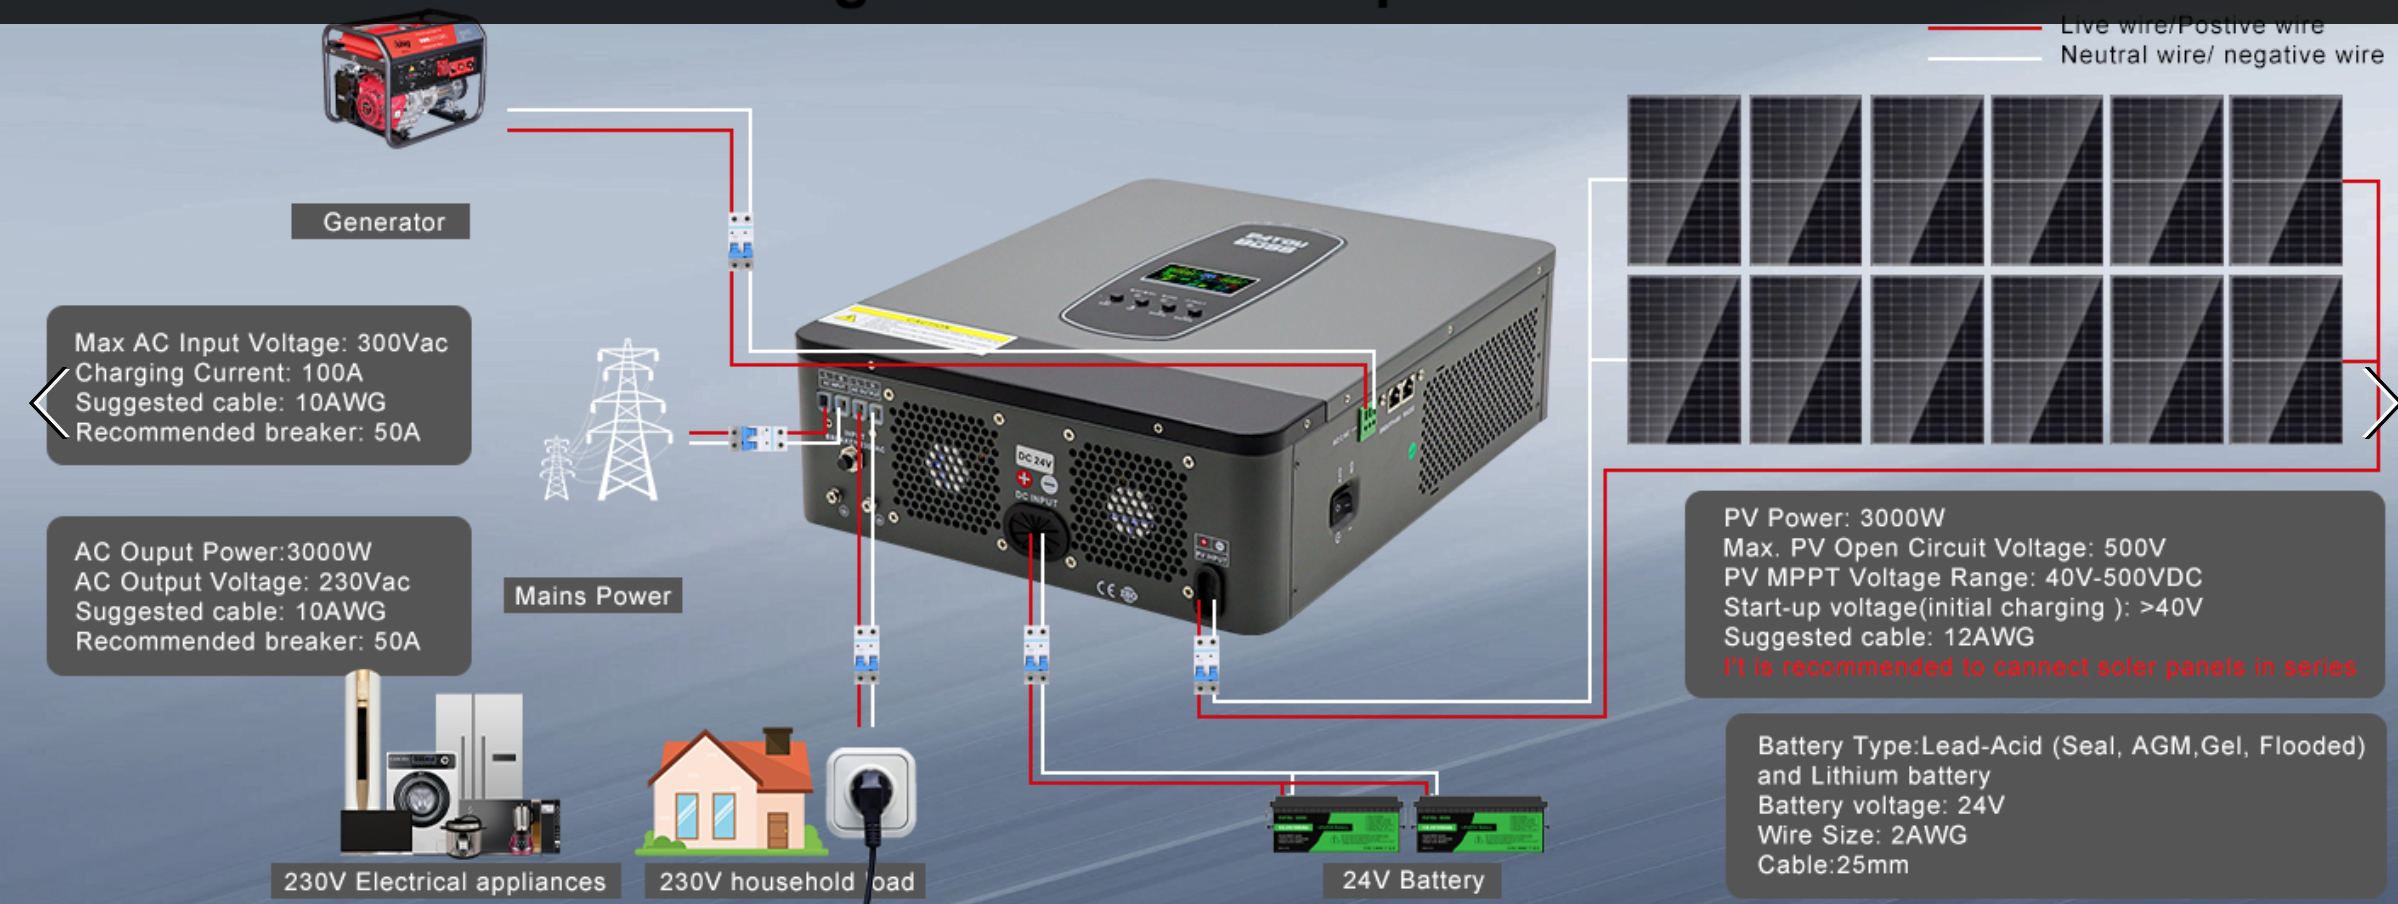 Live wire/Postive wire
Neutral wire/ negative wire
Generator
Max AC Input Voltage: 300Vac
Charging Current: 100A
Suggested cable: 10AWG
Recommended breaker: 50A
AC Ouput Power:3000W
AC Output Voltage: 230Vac
Suggested cable: 10AWG
Recommended breaker: 50A
Mains Power
CAUTION
DC 24V
DC INPUT
PV INPUT
CE
PV Power: 3000W
Max. PV Open Circuit Voltage: 500V
PV MPPT Voltage Range: 40V-500VDC
Start-up voltage(initial charging ): >40V
Suggested cable: 12AWG
I't is recommended to cannect soler panels in series
Battery Type:Lead-Acid (Seal, AGM,Gel, Flooded)
and Lithium battery
Battery voltage: 24V
Wire Size: 2AWG
Cable:25mm
230V Electrical appliances
230V household load
24V Battery